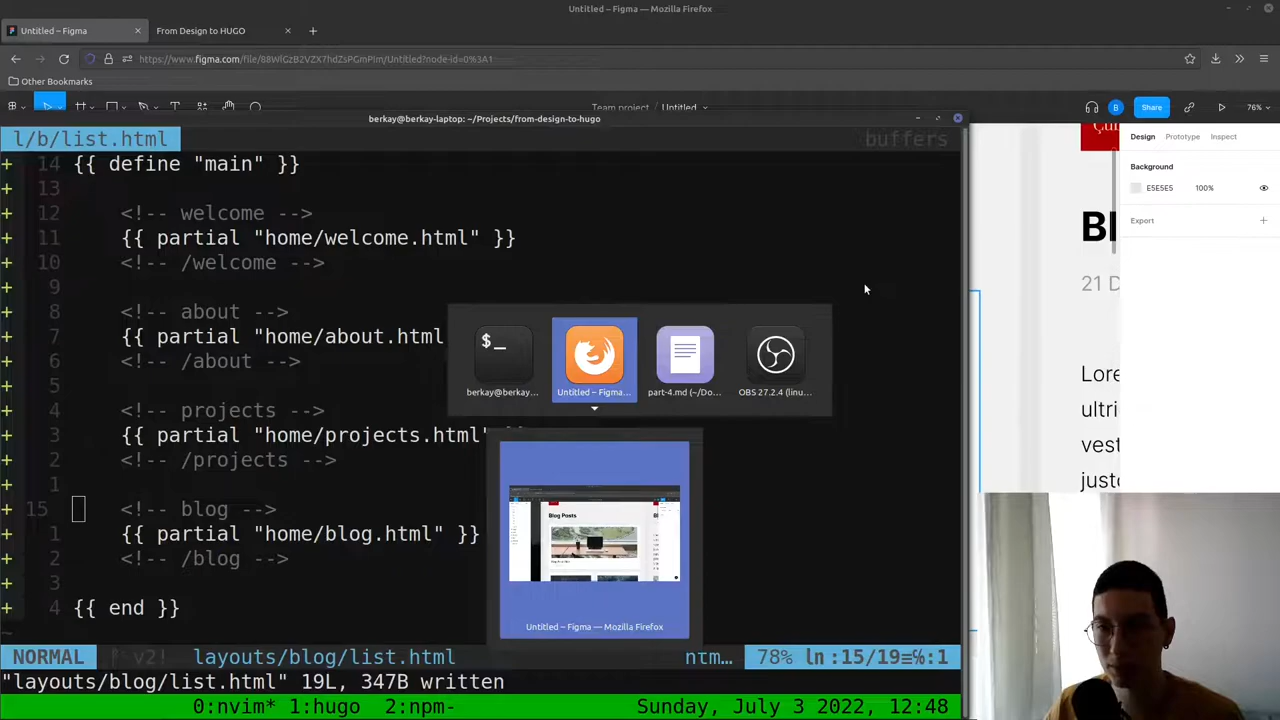 Untitled – Figma — Mozilla Firefox
Untitled – Figma
From Design to HUGO
https://www.figma.com/file/88WlGzB2VZX7hdZsPGmPIm/Untitled?node-id=0%3A1
Other Bookmarks
Team project / Untitled
B
Share
76%
berkay@berkay-laptop: ~/Projects/from-design-to-hugo
l/b/list.html
buffers
Design
Prototype
Inspect
Background
E5E5E5
100%
Export
Bl
21 D
Lore
ultri
vest
justo
+ 14 {{ define "main" }}
+ 13
+ 12 <!-- welcome -->
+ 11 {{ partial "home/welcome.html" }}
+ 10 <!-- /welcome -->
+ 9
+ 8 <!-- about -->
+ 7 {{ partial "home/about.html
+ 6 <!-- /about -->
+ 5
+ 4 <!-- projects -->
+ 3 {{ partial "home/projects.html"
+ 2 <!-- /projects -->
+ 1
+ 15 <!-- blog -->
+ 1 {{ partial "home/blog.html" }}
+ 2 <!-- /blog -->
+ 3
+ 4 {{ end }}
~
$_
berkay@berkay...
Untitled – Figma...
part-4.md (~/Do...
OBS 27.2.4 (linu...
Blog Posts
Untitled – Figma — Mozilla Firefox
NORMAL
layouts/blog/list.html
78% ln :15/19≡%:1
"layouts/blog/list.html" 19L, 347B written
0:nvim* 1:hugo 2:npm-
Sunday, July 3 2022, 12:48